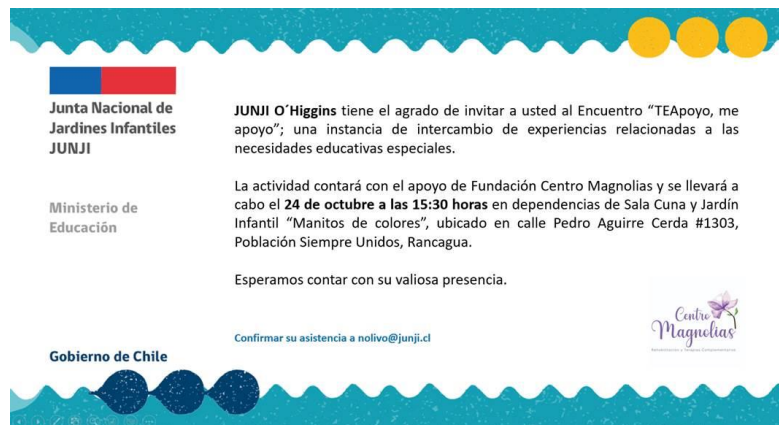 Junta Nacional de
Jardines Infantiles
JUNJI
Ministerio de
Educación
Gobierno de Chile
JUNJI O´Higgins tiene el agrado de invitar a usted al Encuentro “TEApoyo, me
apoyo”; una instancia de intercambio de experiencias relacionadas a las
necesidades educativas especiales.
La actividad contará con el apoyo de Fundación Centro Magnolias y se llevará a
cabo el 24 de octubre a las 15:30 horas en dependencias de Sala Cuna y Jardín
Infantil “Manitos de colores”, ubicado en calle Pedro Aguirre Cerda #1303,
Población Siempre Unidos, Rancagua.
Esperamos contar con su valiosa presencia.
Confirmar su asistencia a nolivo@junji.cl
Centro
Magnolias